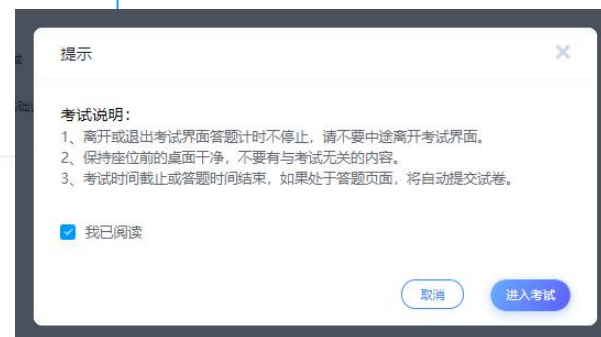 提示
考试说明：
1、离开或退出考试界面答题计时不停止，请不要中途离开考试界面。
2、保持座位前的桌面干净，不要有与考试无关的内容。
3、考试时间截止或答题时间结束，如果处于答题页面，将自动提交试卷。
我已阅读
取消
进入考试